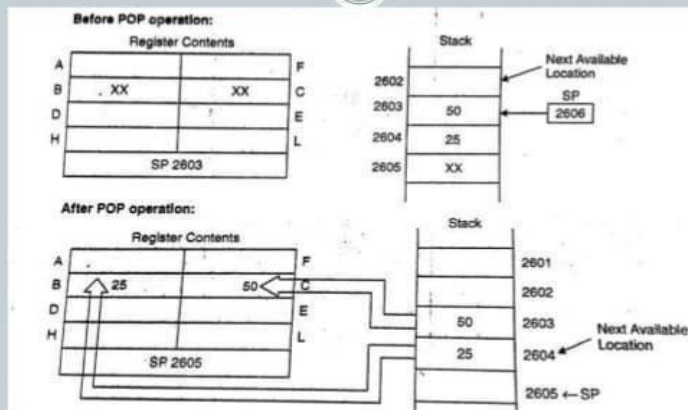 Before POP operation:
Register Contents
A F
B XX XX C
D E
H L
SP 2603
Stack
2602
2603 50
2604 25
2605 XX
Next Available
Location
SP
2606
After POP operation:
Register Contents
A F
B 25 50 C
D E
H L
SP 2605
Stack
2601
2602
50 2603
25 2604
2605 ←SP
Next Available
Location